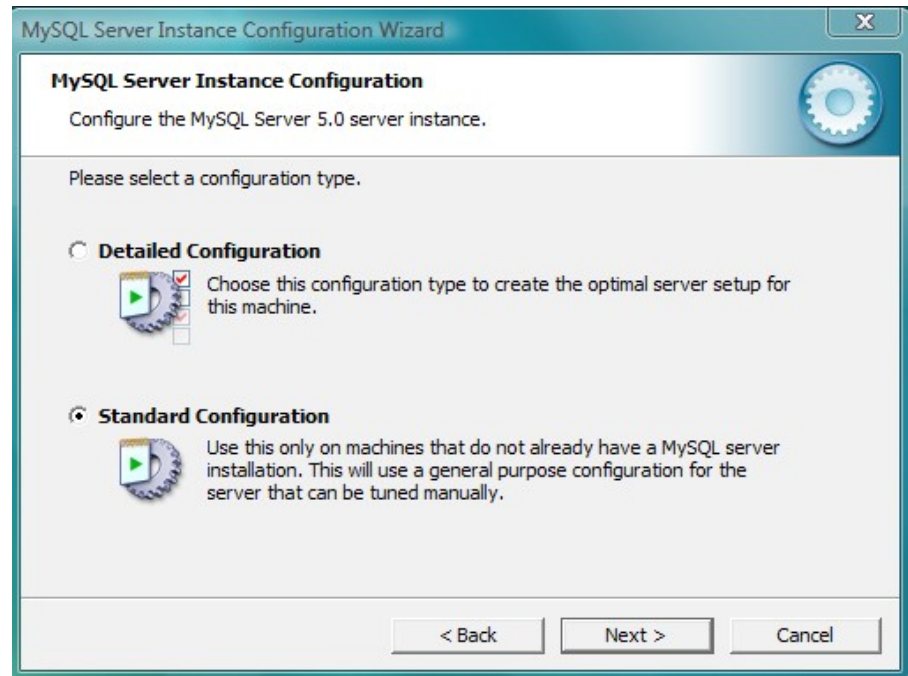 MySQL Server Instance Configuration Wizard
MySQL Server Instance Configuration
Configure the MySQL Server 5.0 server instance.
Please select a configuration type.
Detailed Configuration
Choose this configuration type to create the optimal server setup for
this machine.
Standard Configuration
Use this only on machines that do not already have a MySQL server
installation. This will use a general purpose configuration for the
server that can be tuned manually.
< Back
Next >
Cancel